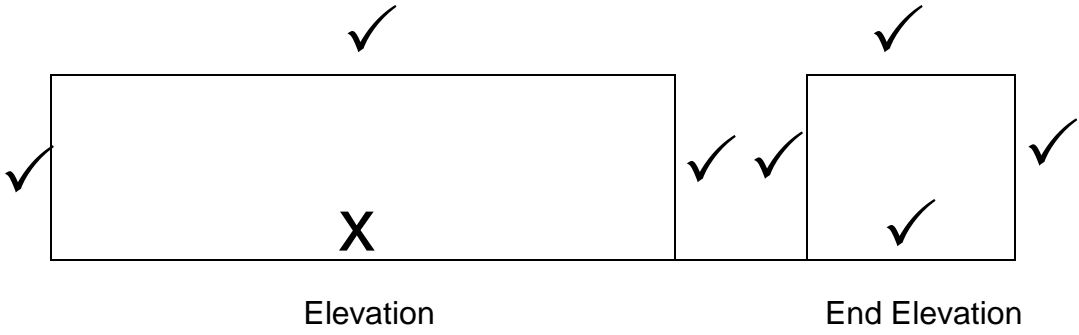 ✓ ✓
✓ ✓ ✓ ✓
X ✓
Elevation End Elevation